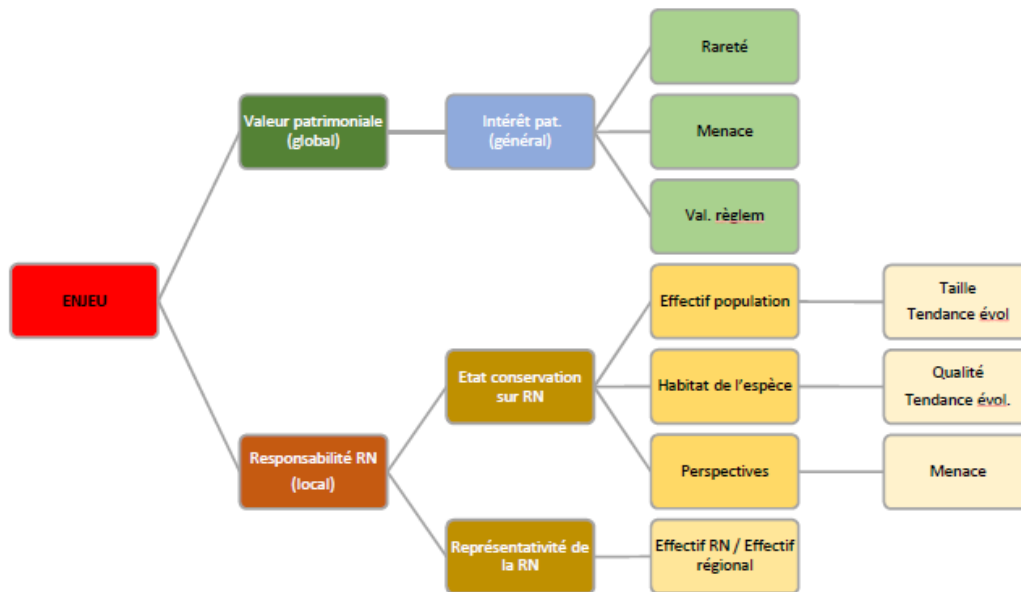 Rareté
Valeur patrimoniale
(global)
Intérêt pat.
(général)
Menace
Val. règlem
ENJEU
Effectif population
Taille
Tendance évol
Etat conservation
sur RN
Habitat de l'espèce
Qualité
Tendance évol.
Responsabilité RN
(local)
Perspectives
Menace
Représentativité de
la RN
Effectif RN / Effectif
régional